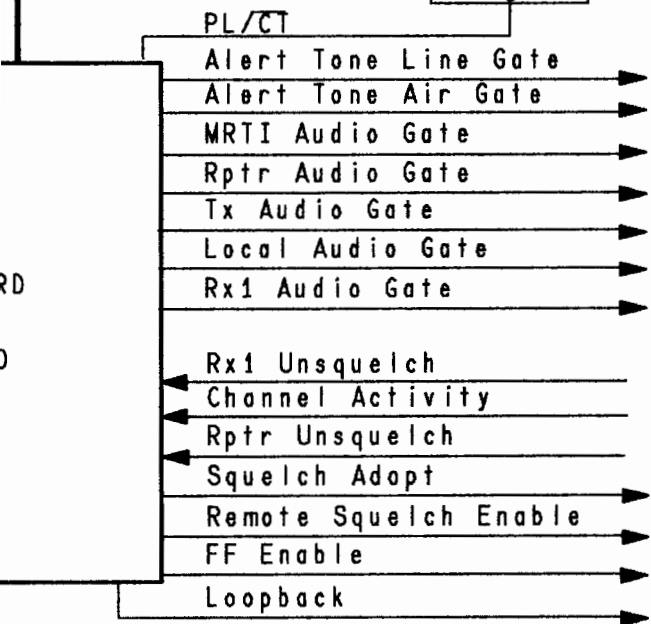 PL/CT
Alert Tone Line Gate
Alert Tone Air Gate
MRTI Audio Gate
Rptr Audio Gate
Tx Audio Gate
Local Audio Gate
RD
Rx1 Audio Gate
Rx1 Unsquelch
Channel Activity
Rptr Unsquelch
Squelch Adapt
Remote Squelch Enable
FF Enable
Loopback